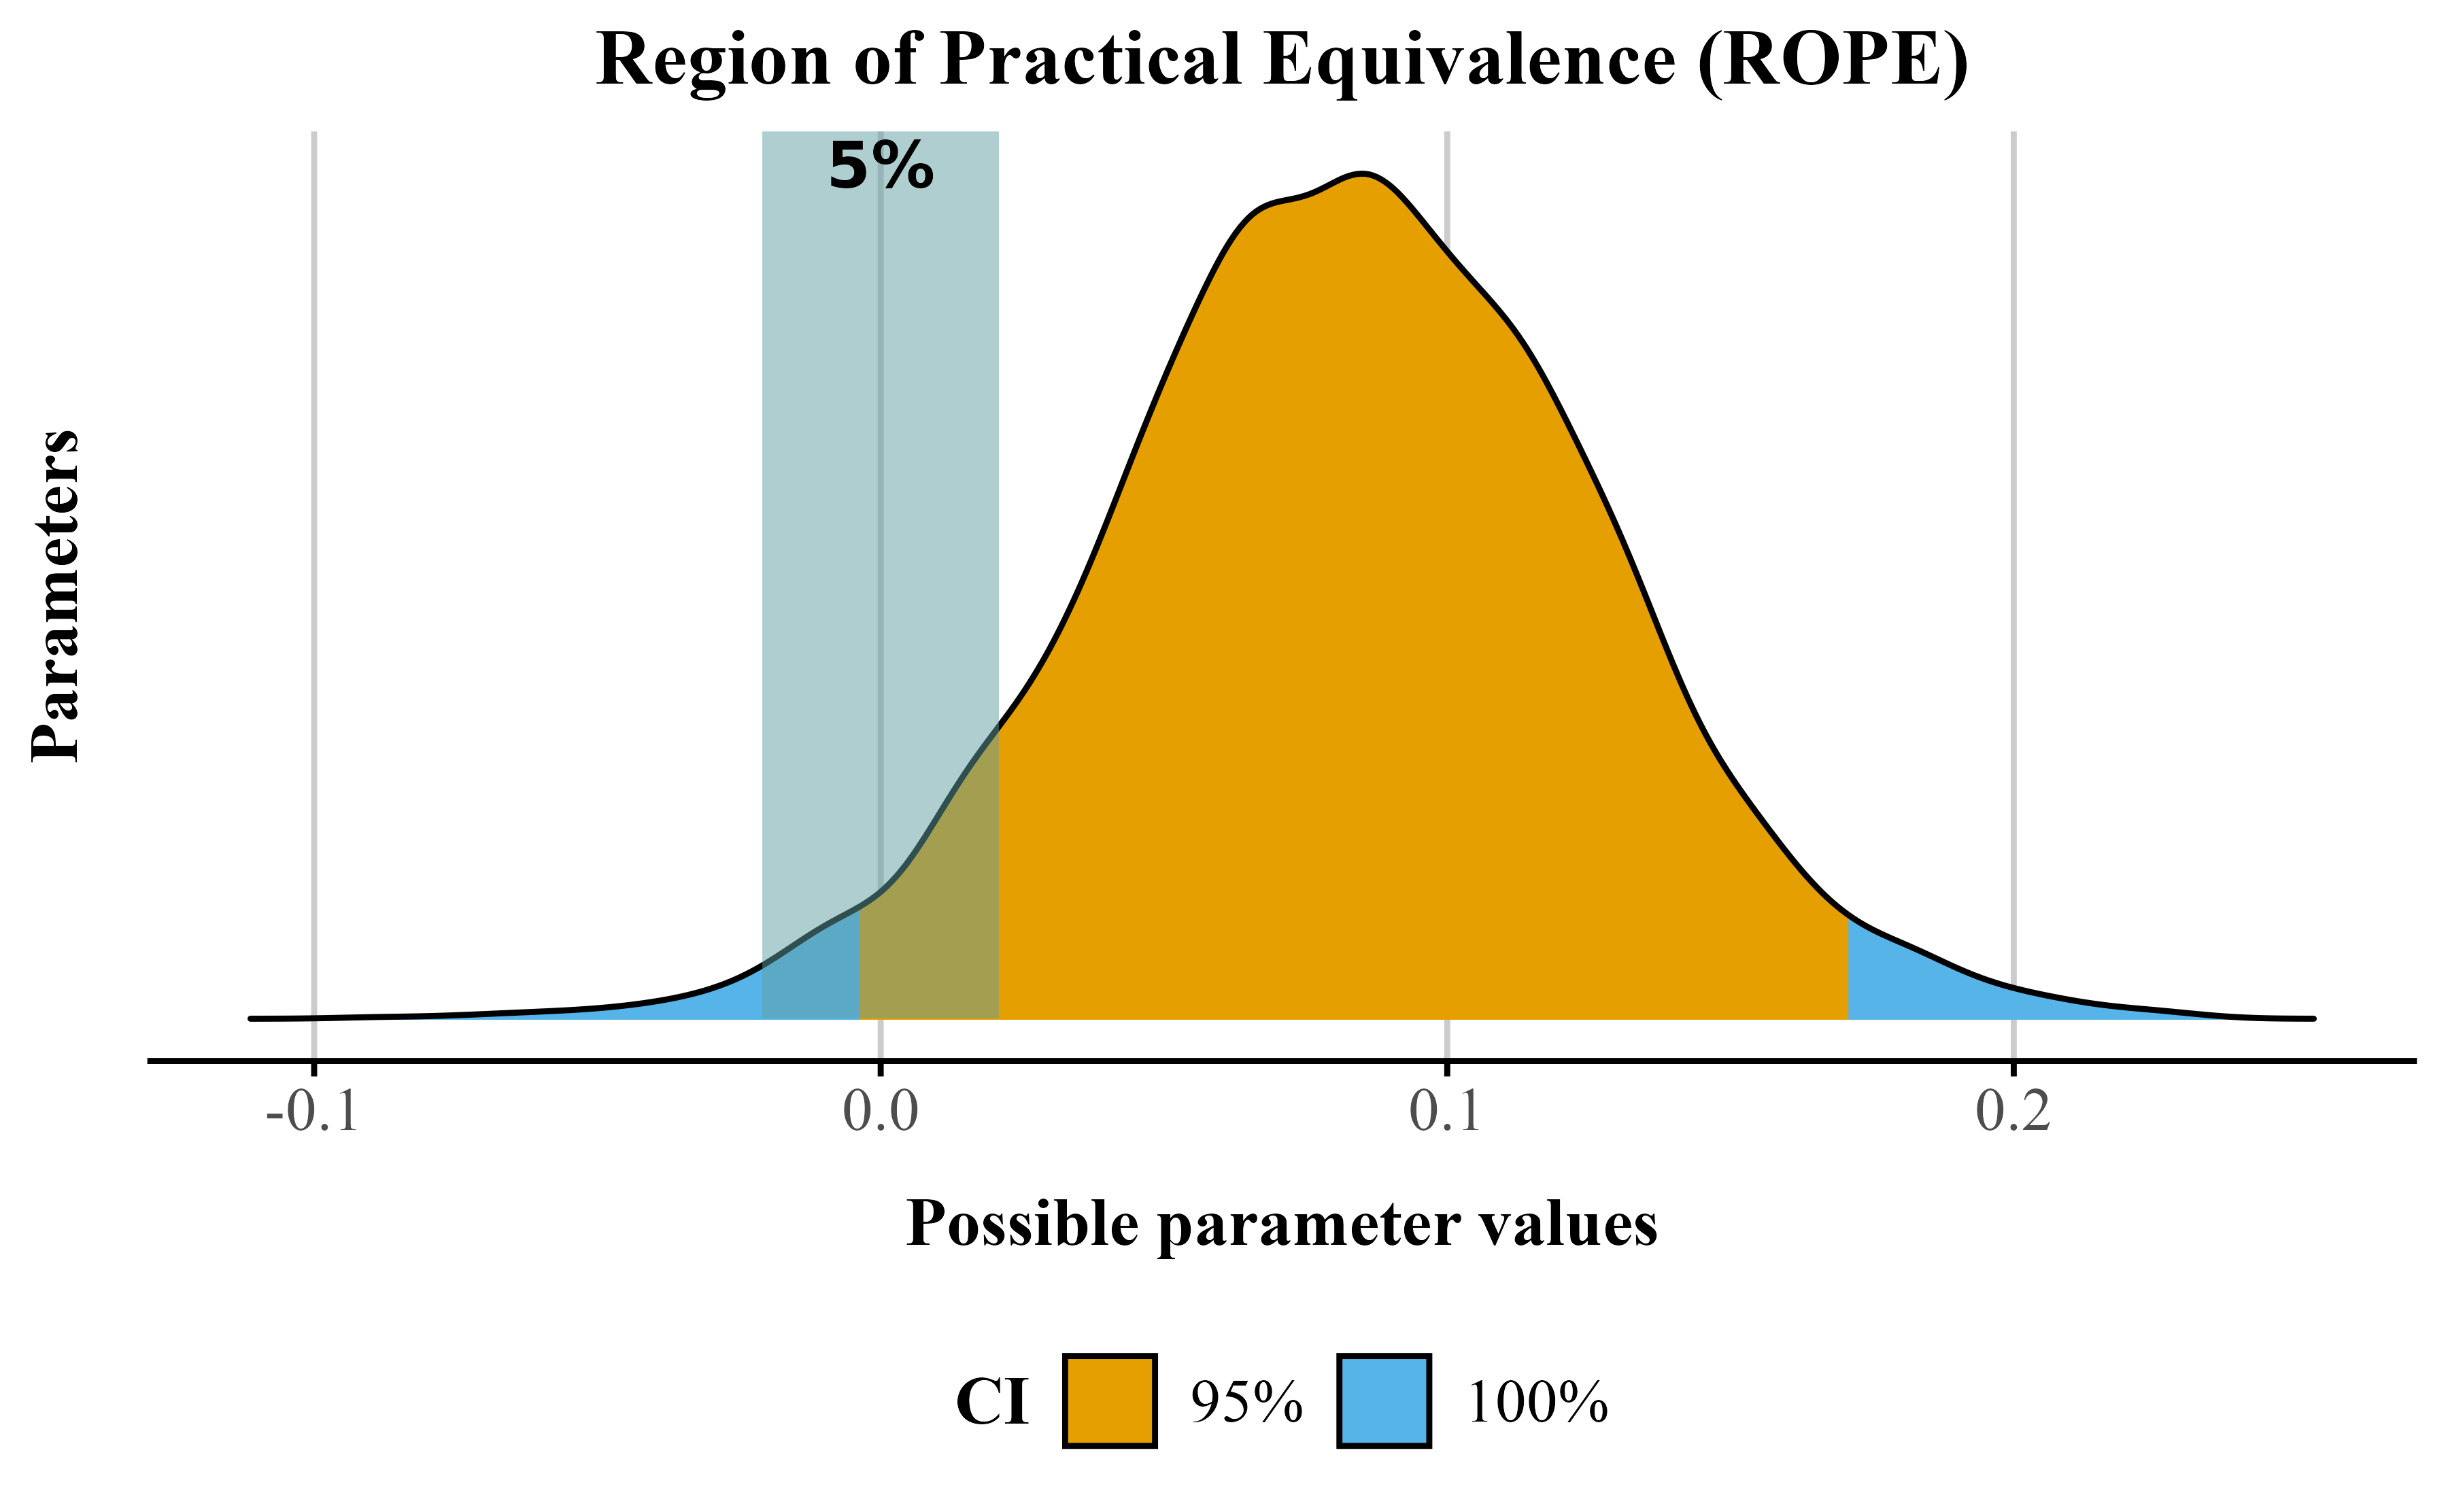 Region of Practical Equivalence (ROPE)
5%
Parameters
-0.1 0.0 0.1 0.2
Possible parameter values
CI 95% 100%